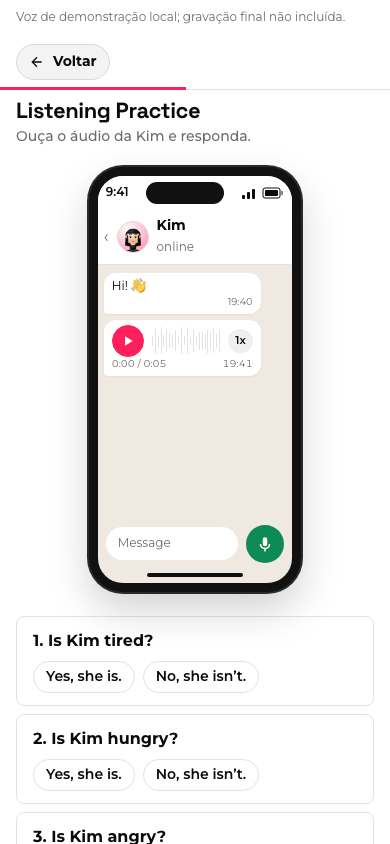 Voz de demonstração local; gravação final não incluída.
← Voltar
Listening Practice
Ouça o áudio da Kim e responda.
9:41
‹ Kim
online
Hi! 👋
19:40
1x
0:00 / 0:05 19:41
Message
1. Is Kim tired?
Yes, she is. No, she isn’t.
2. Is Kim hungry?
Yes, she is. No, she isn’t.
3. Is Kim angry?